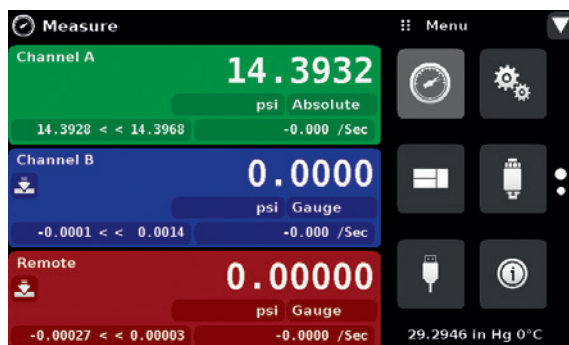 Measure
Menu
Channel A
14.3932
psi Absolute
14.3928 < < 14.3968
-0.000 /Sec
Channel B
0.0000
psi Gauge
-0.0001 < < 0.0014
-0.000 /Sec
Remote
0.00000
psi Gauge
-0.00027 < < 0.00003
-0.0000 /Sec
29.2946 in Hg 0°C